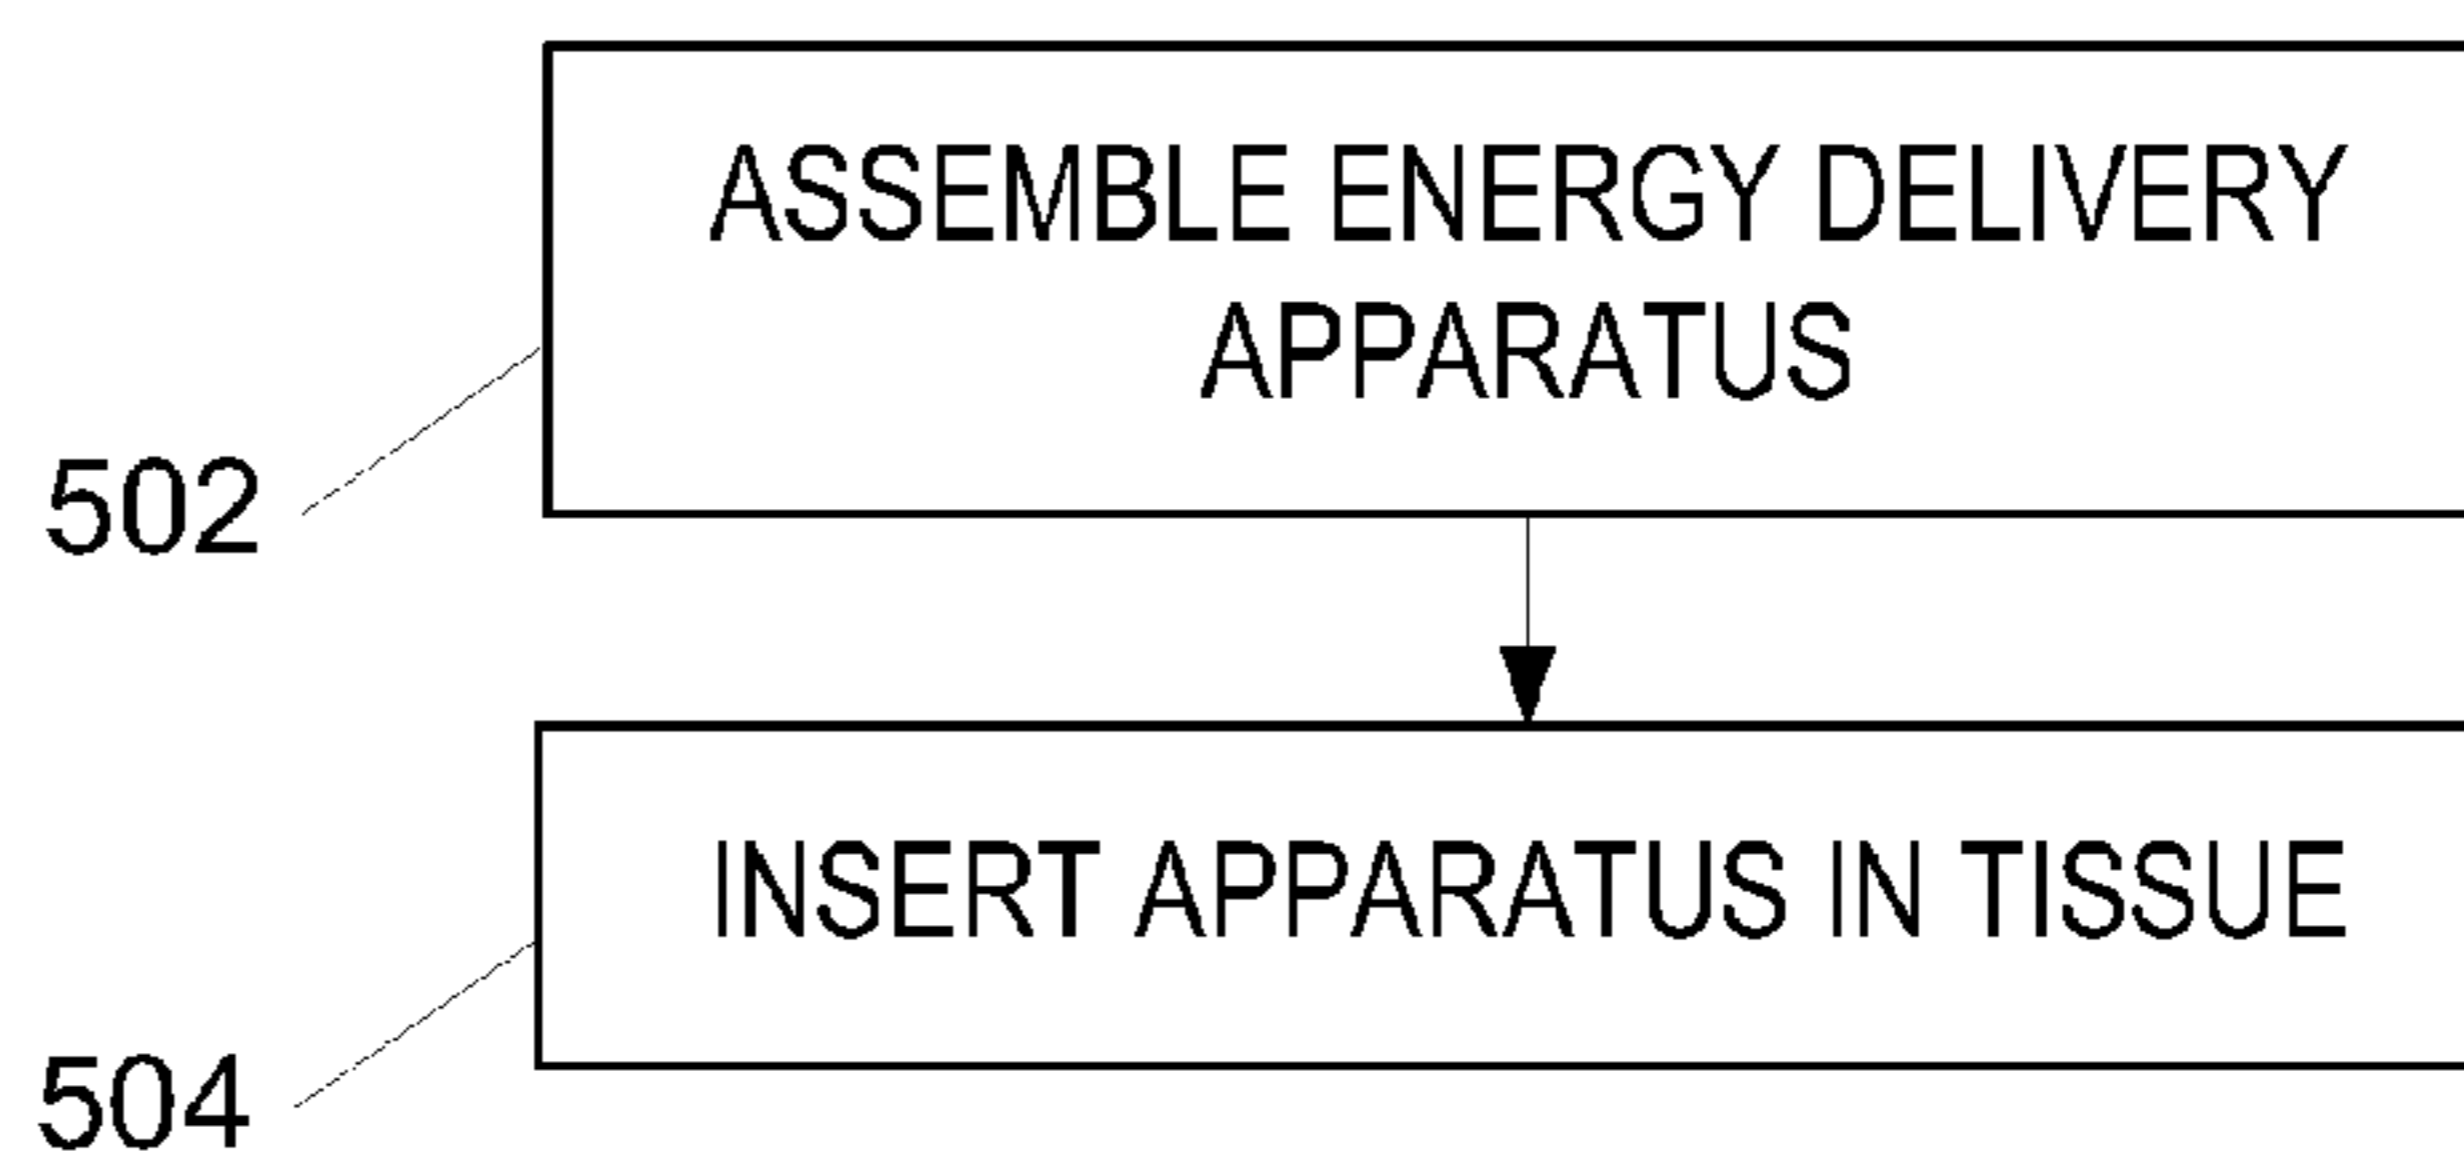 ASSEMBLE ENERGY DELIVERY
APPARATUS
502
INSERT APPARATUS IN TISSUE
504